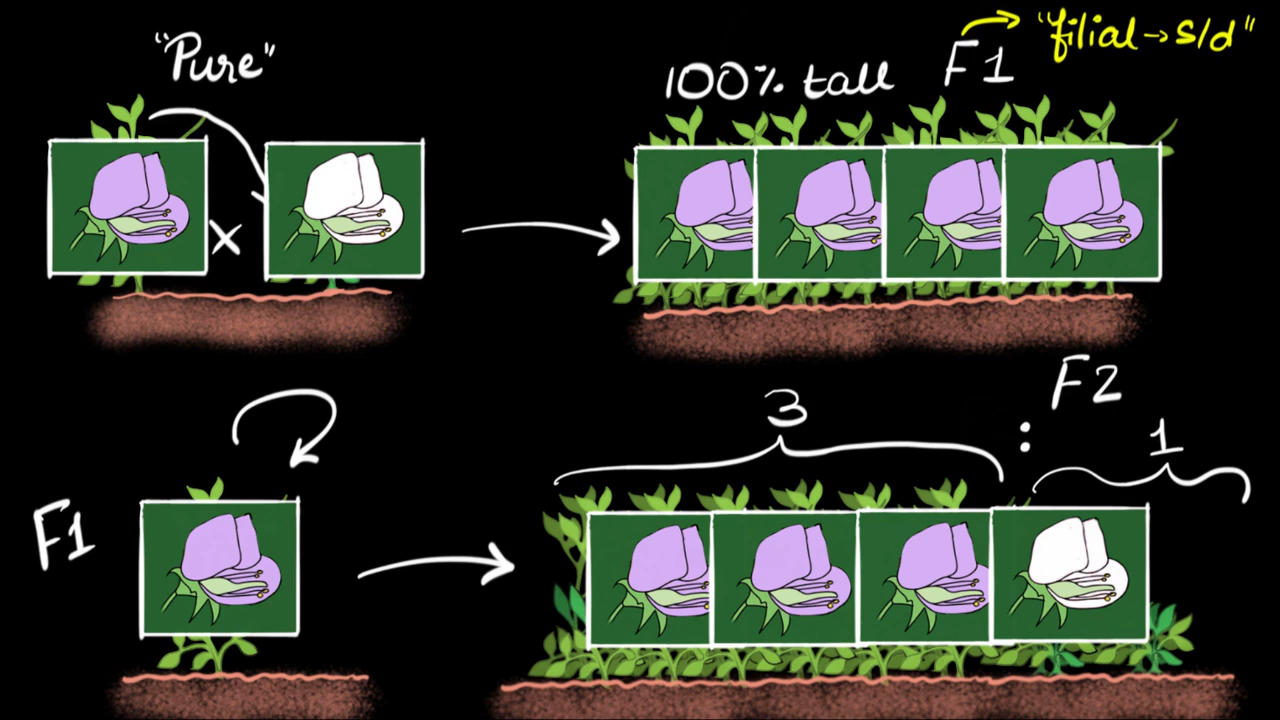 "Pure"
100% tall
F1
"filial → s/d"
x
F2
3 : 1
F1